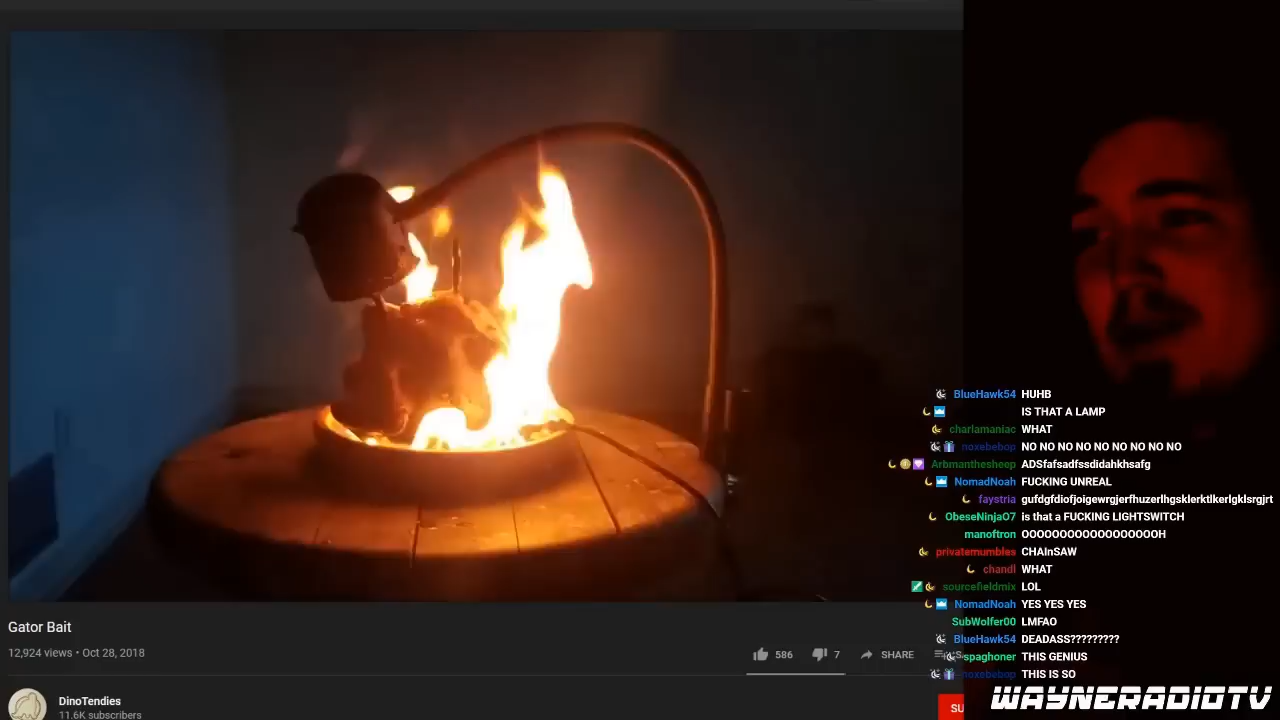 BlueHawk54 HUHB
IS THAT A LAMP
charlamaniac WHAT
noxebebop NO NO NO NO NO NO NO NO NO
Arbmanthesheep ADSfafsadfssdidahkhsafg
NomadNoah FUCKING UNREAL
faystria gufdgfdiofjoigewrgjerfhuzerlhgsklerktlkerlgklsrgjrt
ObeseNinjaO7 is that a FUCKING LIGHTSWITCH
manoftron OOOOOOOOOOOOOOOOOOH
privatemumbles CHAInSAW
chandl WHAT
sourcefieldmix LOL
NomadNoah YES YES YES
SubWolfer00 LMFAO
BlueHawk54 DEADASS?????????
spaghoner THIS GENIUS
noxebebop THIS IS SO
Gator Bait
12,924 views • Oct 28, 2018
586 7 SHARE
DinoTendies
11.6K subscribers
SU
WAYNERADIOTV